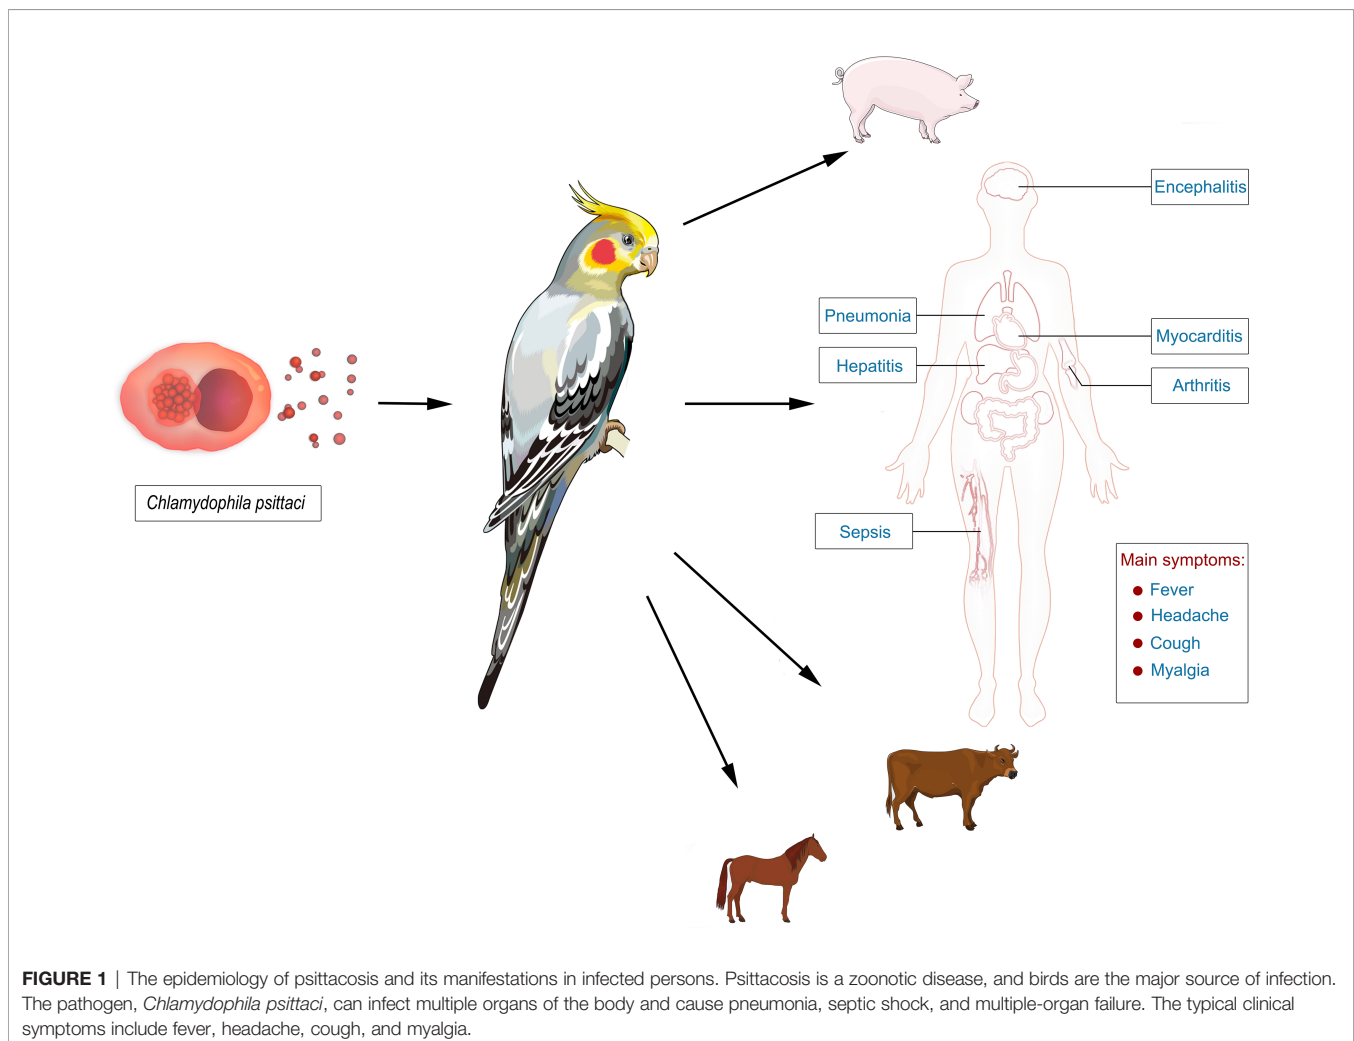 Encephalitis
Pneumonia
Myocarditis
Hepatitis
Arthritis
Chlamydophila psittaci
Sepsis
Main symptoms:
Fever
Headache
Cough
Myalgia
FIGURE 1 | The epidemiology of psittacosis and its manifestations in infected persons. Psittacosis is a zoonotic disease, and birds are the major source of infection.
The pathogen, Chlamydophila psittaci, can infect multiple organs of the body and cause pneumonia, septic shock, and multiple-organ failure. The typical clinical
symptoms include fever, headache, cough, and myalgia.